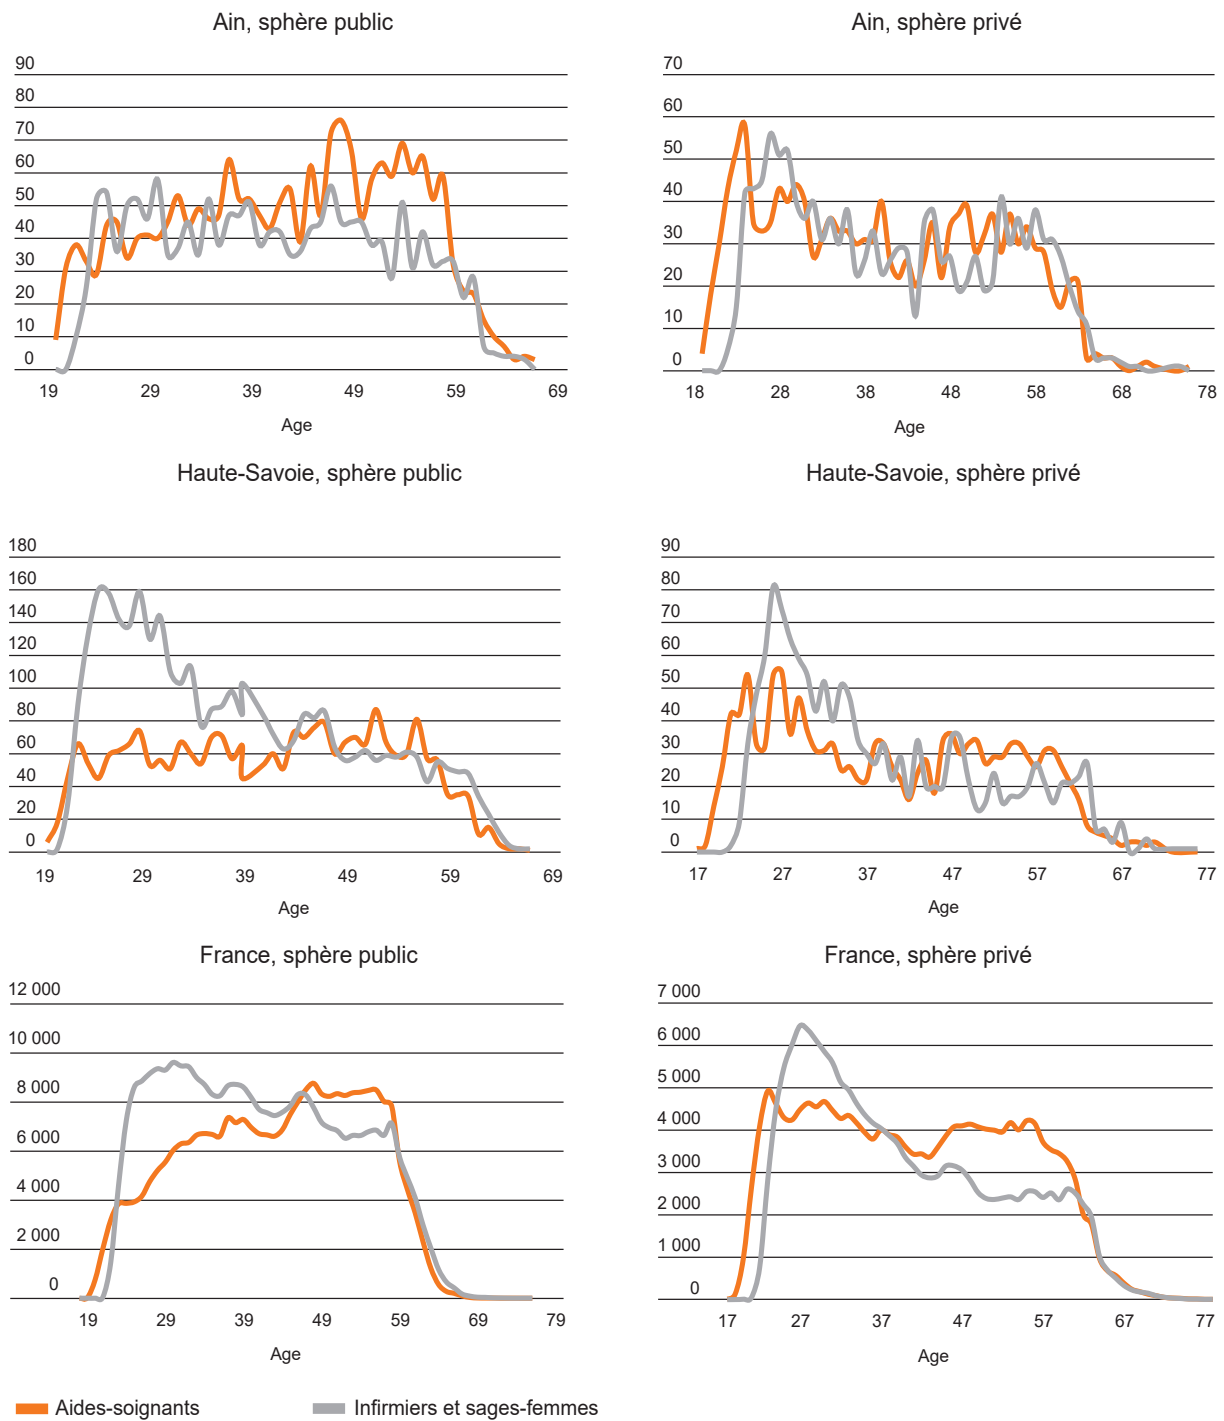 Ain, sphère public
90
80
70
60
50
40
30
20
10
0
19 29 39 49 59 69
Age
Ain, sphère privé
70
60
50
40
30
20
10
0
18 28 38 48 58 68 78
Age
Haute-Savoie, sphère public
180
160
140
120
100
80
60
40
20
0
19 29 39 49 59 69
Age
Haute-Savoie, sphère privé
90
80
70
60
50
40
30
20
10
0
17 27 37 47 57 67 77
Age
France, sphère public
12 000
10 000
8 000
6 000
4 000
2 000
0
19 29 39 49 59 69 79
Age
France, sphère privé
7 000
6 000
5 000
4 000
3 000
2 000
1 000
0
17 27 37 47 57 67 77
Age
Aides-soignants
Infirmiers et sages-femmes